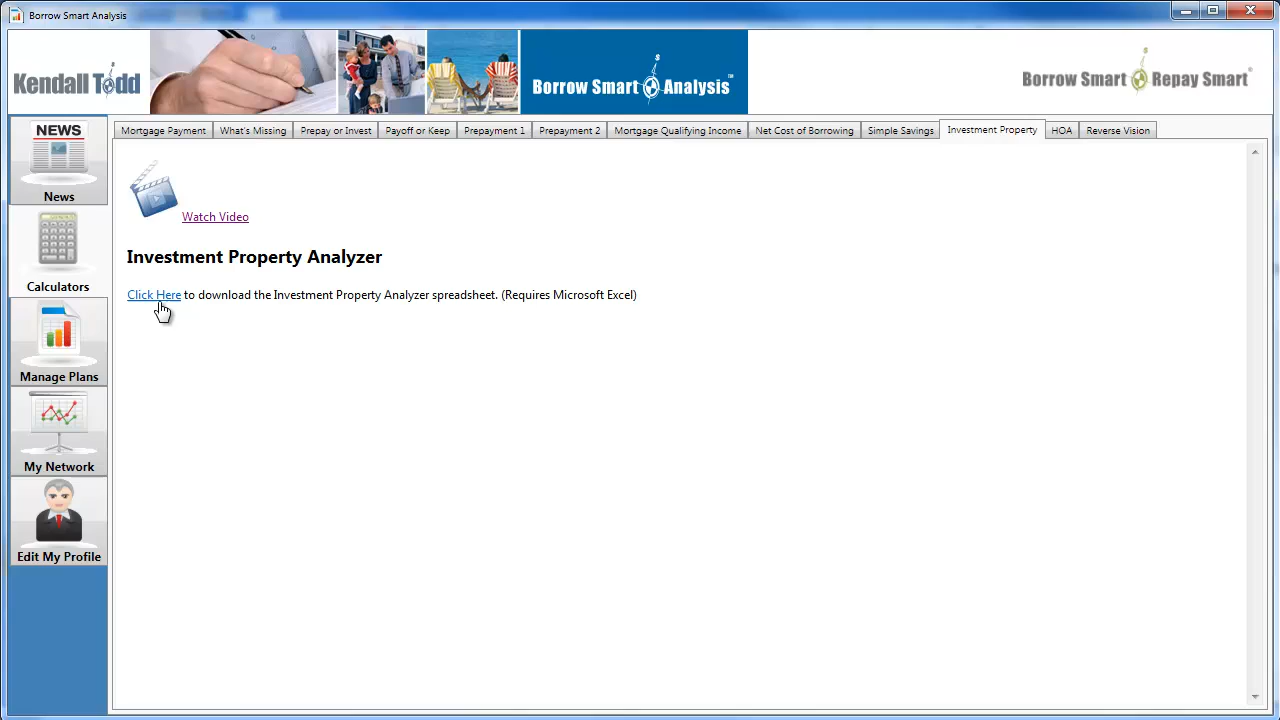 Borrow Smart Analysis
Kendall Todd
Borrow Smart Analysis™
Borrow Smart Repay Smart®
NEWS
News
Calculators
Manage Plans
My Network
Edit My Profile
Mortgage Payment What's Missing Prepay or Invest Payoff or Keep Prepayment 1 Prepayment 2 Mortgage Qualifying Incom Net Cost of Borrowing Simple Savings Investment Property HOA Reverse Vision
Watch Video
Investment Property Analyzer
Click Here to download the Investment Property Analyzer spreadsheet. (Requires Microsoft Excel)